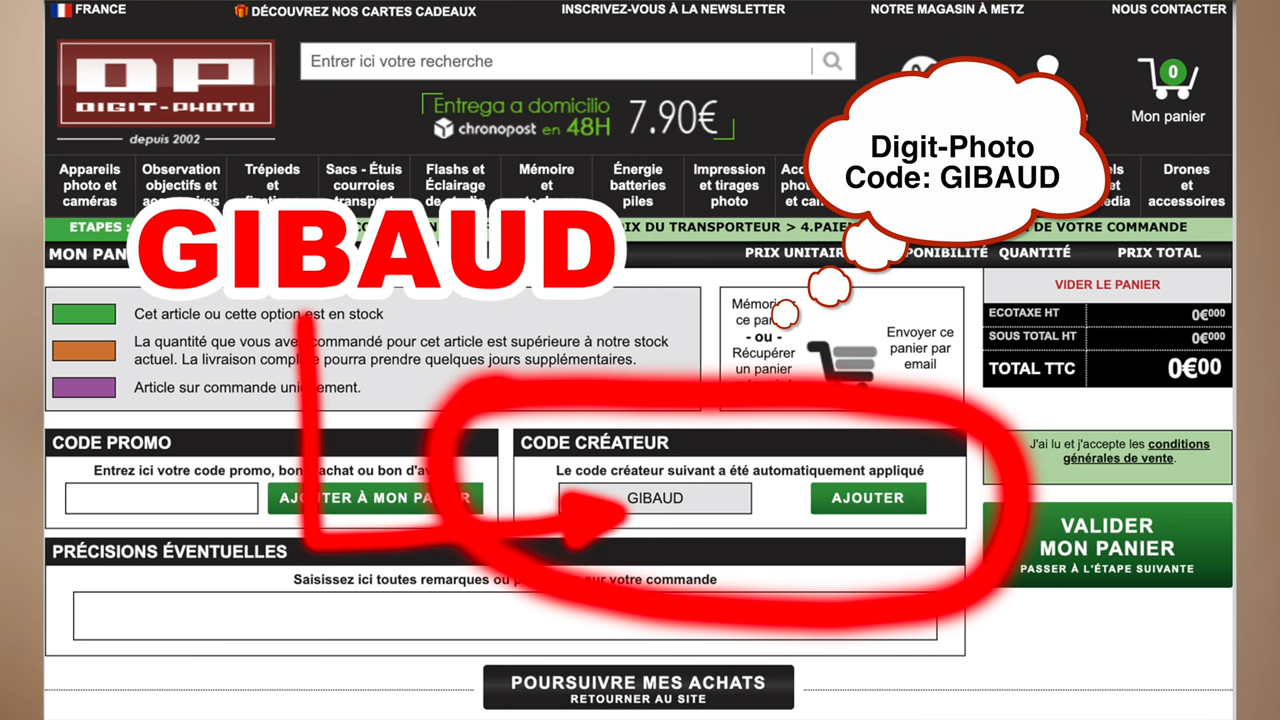 FRANCE
DÉCOUVREZ NOS CARTES CADEAUX
INSCRIVEZ-VOUS À LA NEWSLETTER
NOTRE MAGASIN À METZ
NOUS CONTACTER
DP
DIGIT-PHOTO
depuis 2002
Entrer ici votre recherche
Entrega a domicilio
chronopost en 48H
7.90€
0
Mon panier
Digit-Photo
Code: GIBAUD
Appareils
photo et
caméras
Observation
objectifs et
Trépieds
et
Sacs - Étuis
courroies
transport
Flashs et
Éclairage
Mémoire
et
Énergie
batteries
piles
Impression
et tirages
photo
Drones
et
accessoires
ETAPES :
DU TRANSPORTEUR > 4.
DE VOTRE COMMANDE
GIBAUD
MON
PRIX
QUANTITÉ
PRIX TOTAL
Cet article ou cette option est en stock
La quantité que vous avez commandé pour cet article est supérieure à notre stock
actuel. La livraison pourra prendre quelques jours supplémentaires.
Article sur commande uniquement.
ce
- ou -
Récupérer
un panier
Envoyer ce
panier par
email
VIDER LE PANIER
ECOTAXE HT 0€000
SOUS TOTAL HT 0€000
TOTAL TTC 0€00
CODE PROMO
Entrez ici votre code promo, bon d'achat ou bon
AJOUTER À MON PANIER
CODE CRÉATEUR
Le code créateur suivant a été automatiquement appliqué
GIBAUD
AJOUTER
J'ai lu et j'accepte les conditions
générales de vente.
VALIDER
MON PANIER
PASSER À L'ÉTAPE SUIVANTE
PRÉCISIONS ÉVENTUELLES
Saisissez ici toutes remarques ou sur votre commande
POURSUIVRE MES ACHATS
RETOURNER AU SITE